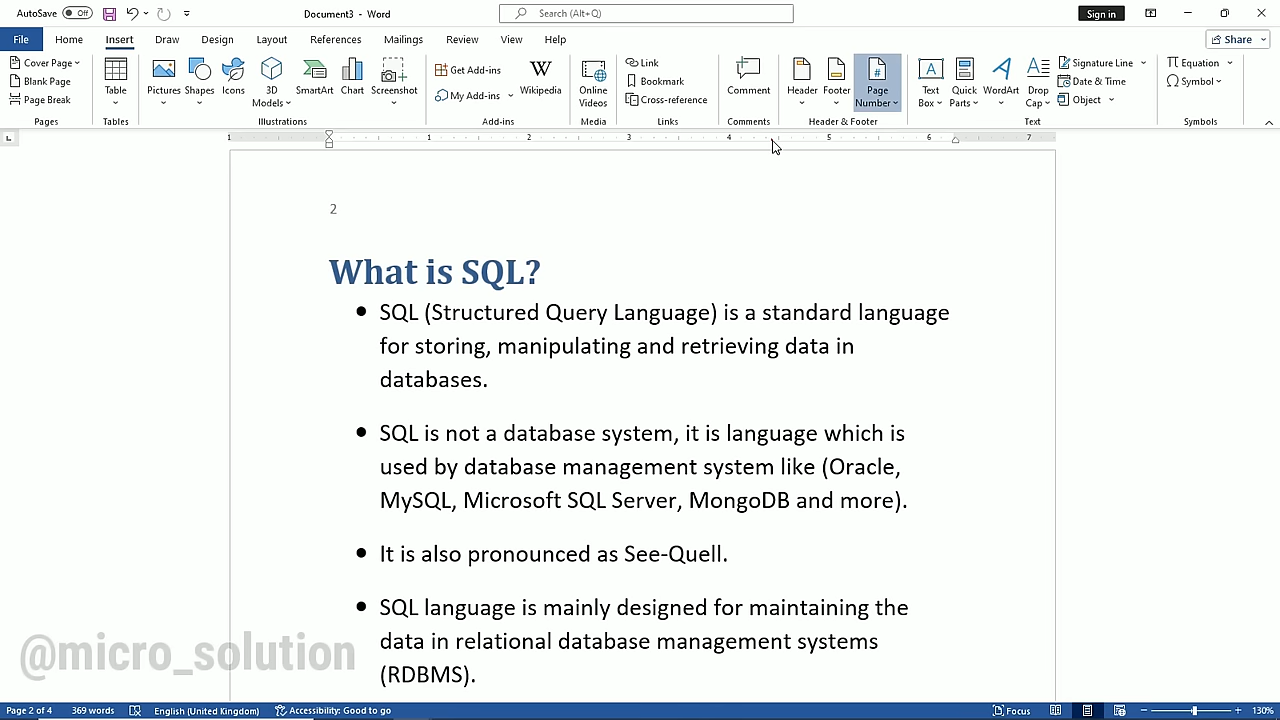 AutoSave Off
Document3 - Word
Search (Alt+Q)
Sign in
File Home Insert Draw Design Layout References Mailings Review View Help
Share
Cover Page
Blank Page
Page Break
Pages
Table
Tables
Pictures Shapes Icons 3D Models SmartArt Chart Screenshot
Illustrations
Get Add-ins
My Add-ins
Wikipedia
Add-ins
Online Videos
Media
Link
Bookmark
Cross-reference
Links
Comment
Comments
Header Footer Page Number
Header & Footer
Text Box Quick Parts WordArt Drop Cap
Signature Line
Date & Time
Object
Text
Equation
Symbol
Symbols
1 1 2 3 4 5 6 7
2
What is SQL?
• SQL (Structured Query Language) is a standard language
for storing, manipulating and retrieving data in
databases.
• SQL is not a database system, it is language which is
used by database management system like (Oracle,
MySQL, Microsoft SQL Server, MongoDB and more).
• It is also pronounced as See-Quell.
• SQL language is mainly designed for maintaining the
data in relational database management systems
(RDBMS).
@micro_solution
Page 2 of 4 369 words English (United Kingdom) Accessibility: Good to go Focus 130%